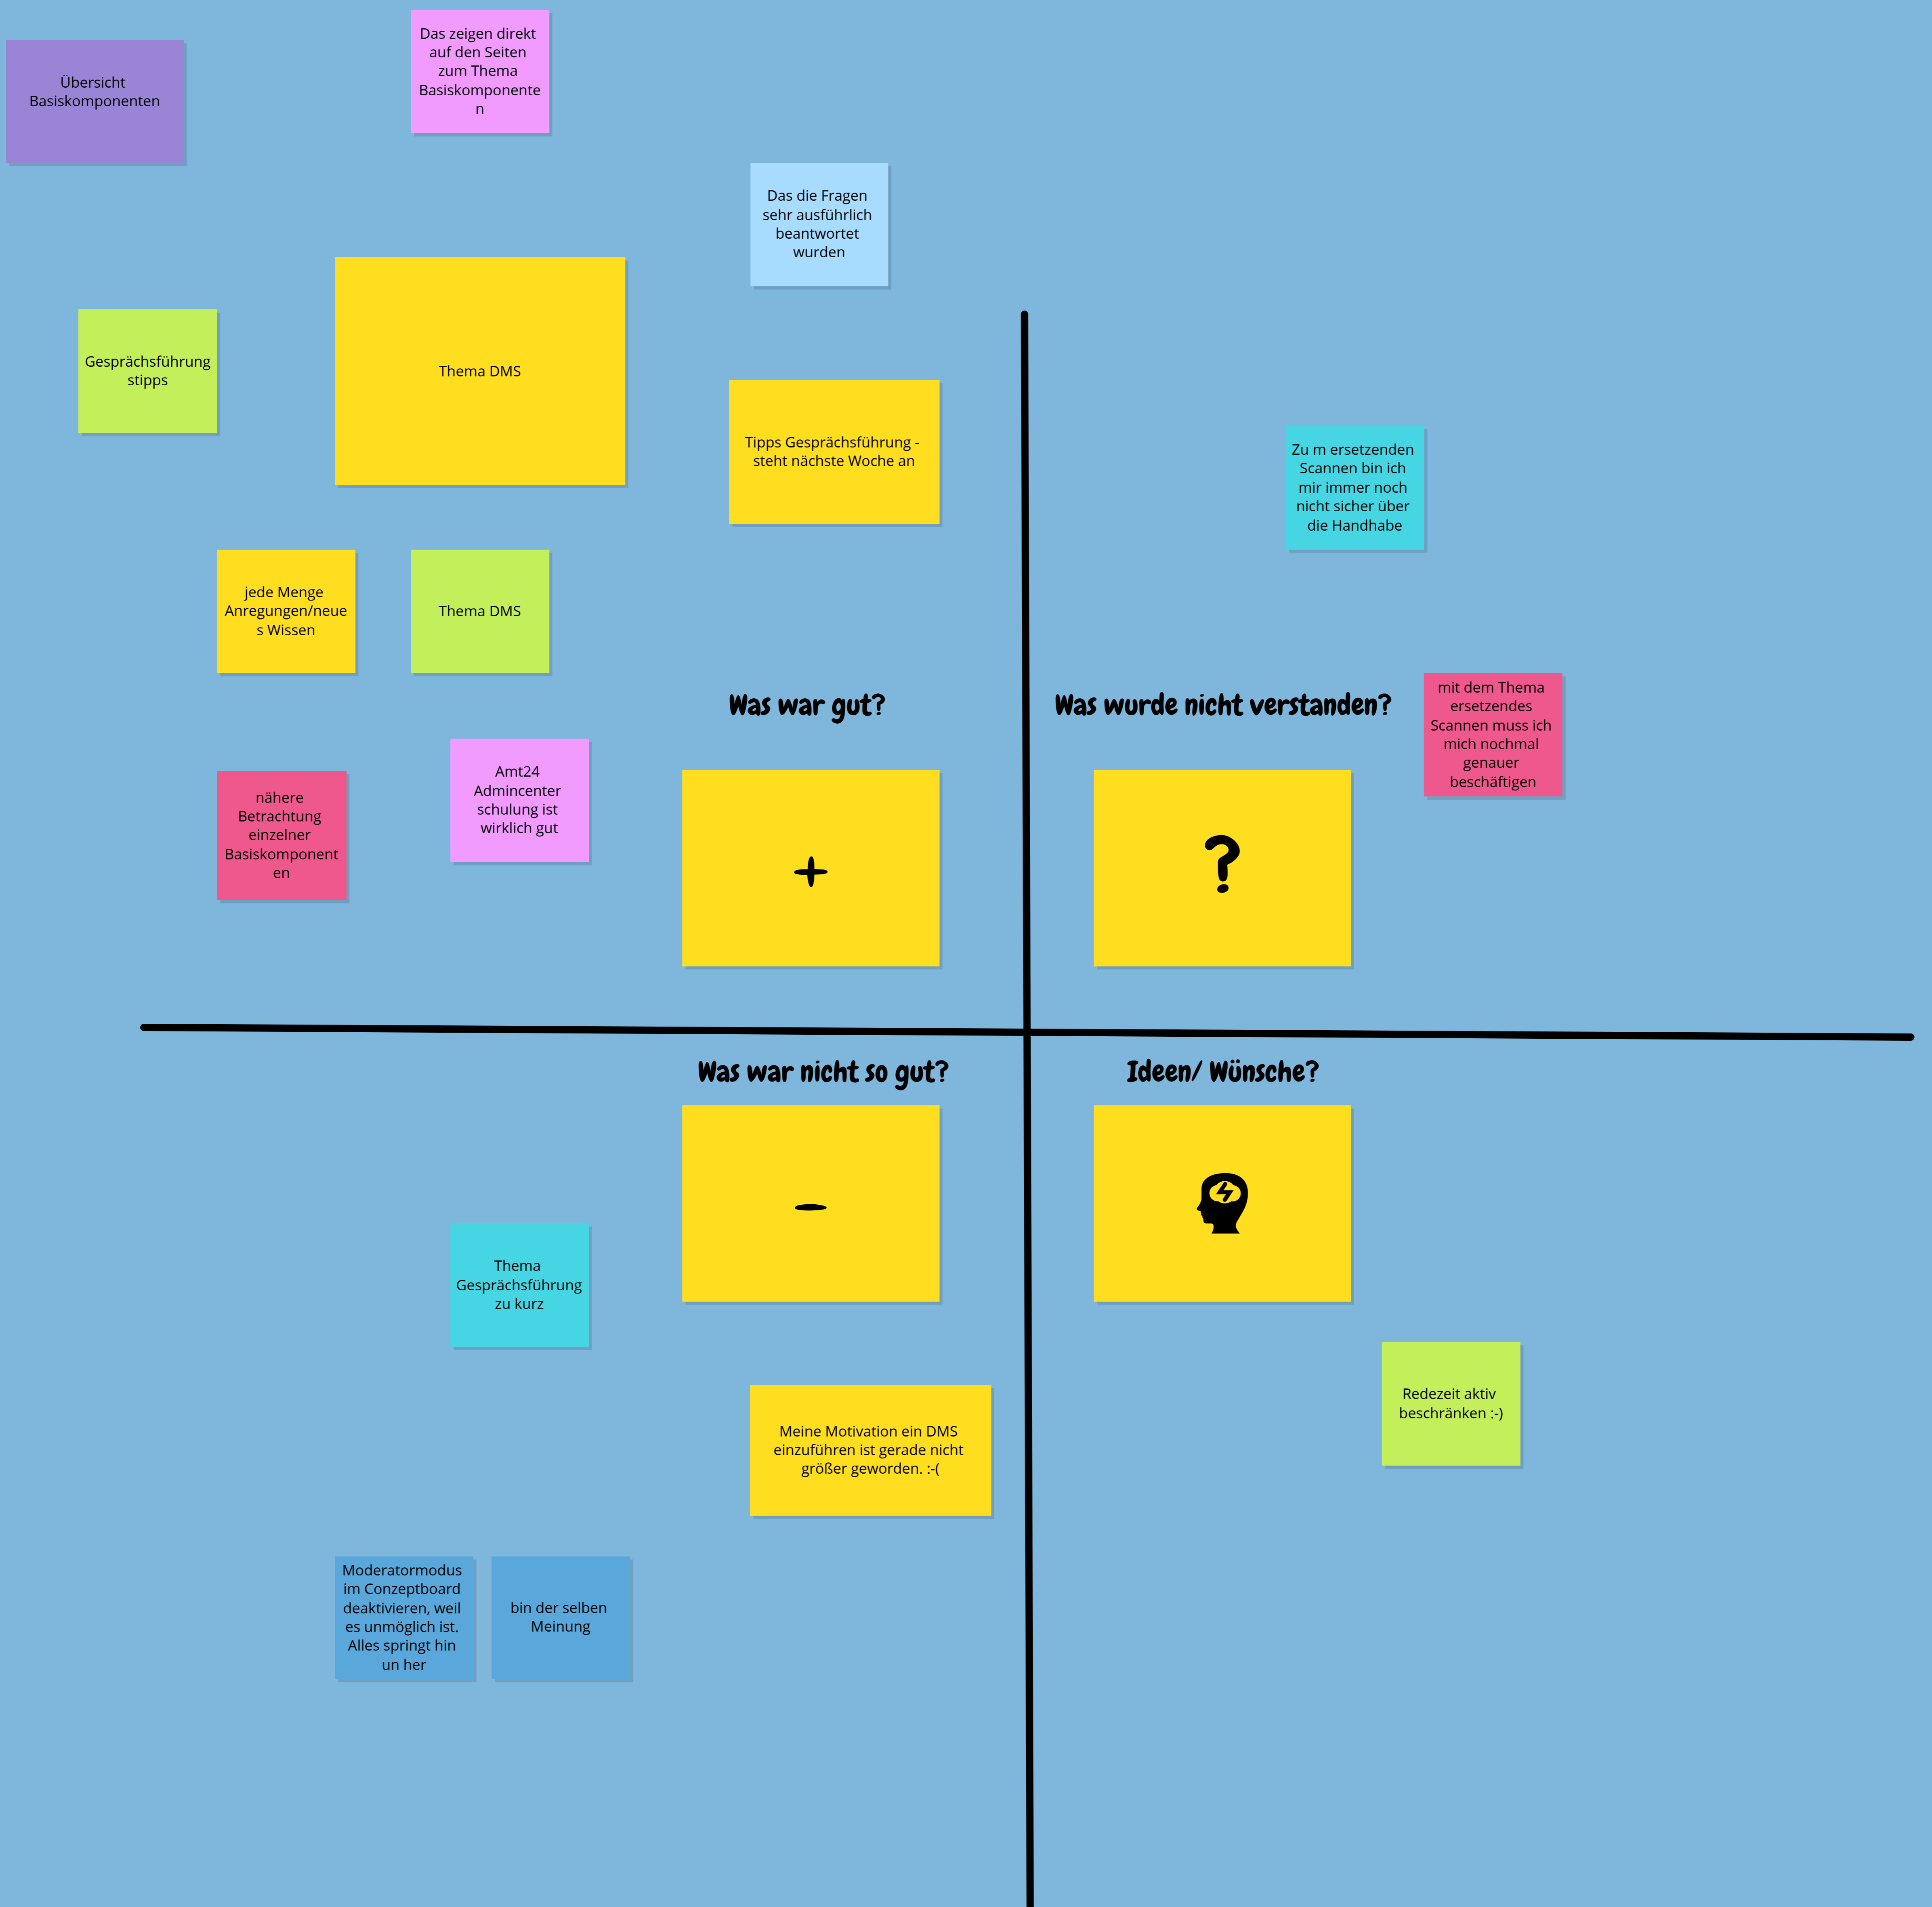 Übersicht
Basiskomponenten
Das zeigen direkt
auf den Seiten
zum Thema
Basiskomponente
n
Das die Fragen
sehr ausführlich
beantwortet
wurden
Gesprächsführung
stipps
Thema DMS
Tipps Gesprächsführung -
steht nächste Woche an
jede Menge
Anregungen/neue
s Wissen
Thema DMS
nähere
Betrachtung
einzelner
Basiskomponent
en
Amt24
Admincenter
schulung ist
wirklich gut
Was war gut?
+
Zu m ersetzenden
Scannen bin ich
mir immer noch
nicht sicher über
die Handhabe
Was wurde nicht verstanden?
mit dem Thema
ersetzendes
Scannen muss ich
mich nochmal
genauer
beschäftigen
?
Was war nicht so gut?
-
Thema
Gesprächsführung
zu kurz
Meine Motivation ein DMS
einzuführen ist gerade nicht
größer geworden. :-(
Moderatormodus
im Conzeptboard
deaktivieren, weil
es unmöglich ist.
Alles springt hin
un her
bin der selben
Meinung
Ideen/ Wünsche?
Redezeit aktiv
beschränken :-)